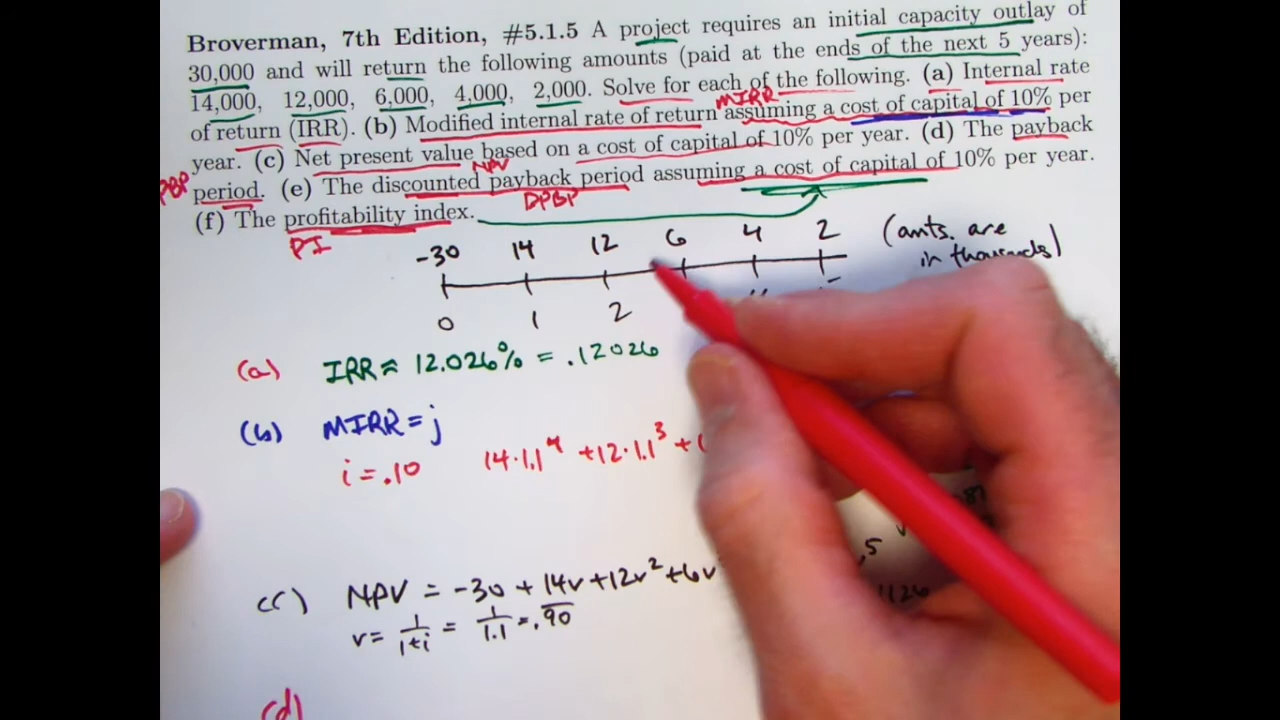 Broverman, 7th Edition, #5.1.5 A project requires an initial capacity outlay of
30,000 and will return the following amounts (paid at the ends of the next 5 years):
14,000, 12,000, 6,000, 4,000, 2,000. Solve for each of the following. (a) Internal rate
MIRR
of return (IRR). (b) Modified internal rate of return assuming a cost of capital of 10% per
year. (c) Net present value based on a cost of capital of 10% per year. (d) The payback
NPV
PBP period. (e) The discounted payback period assuming a cost of capital of 10% per year.
DPBP
(f) The profitability index.
PI
-30 14 12 6 4 2 (amts. are
in thousands)
0 1 2
(a) IRR ≈ 12.026% = .12026
(b) MIRR = j
i = .10 14·1.1⁴ + 12·1.1³ +
(c) NPV = -30 + 14v + 12v² + 6v
v = 1/(1+i) = 1/1.1 = .90
(d)